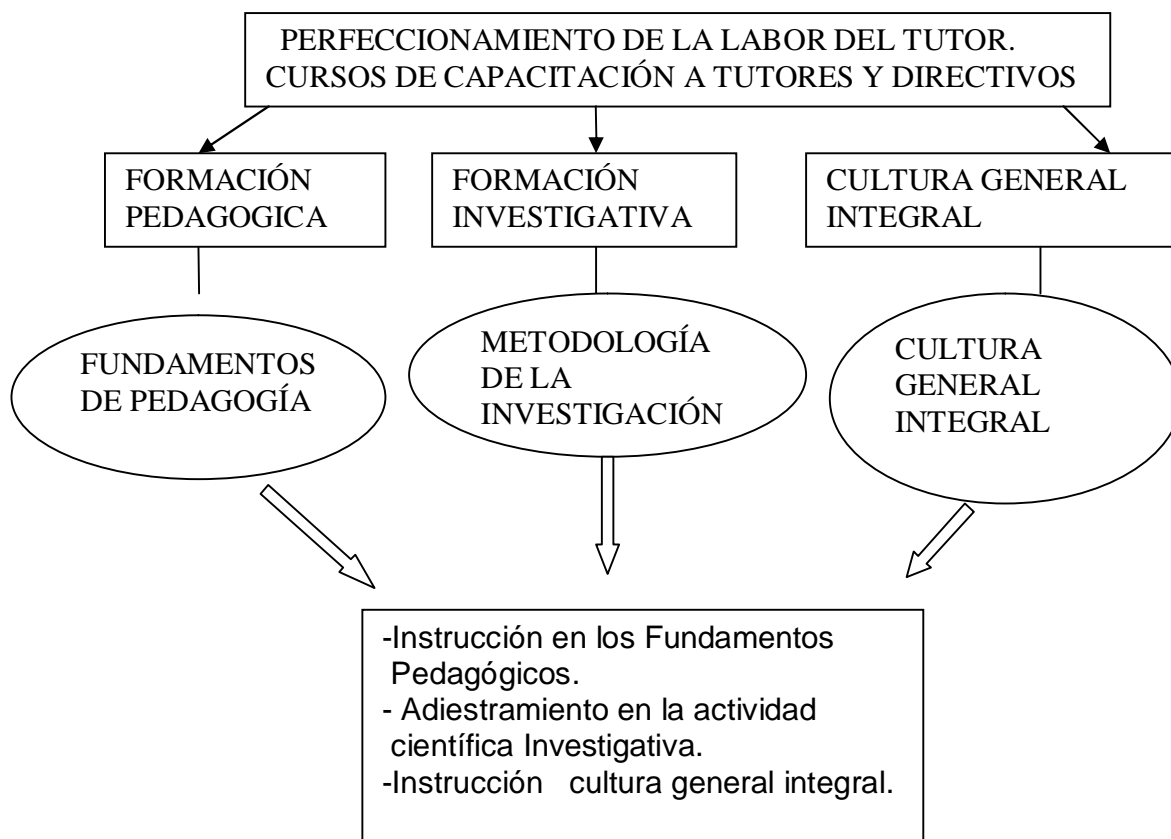 PERFECCIONAMIENTO DE LA LABOR DEL TUTOR.
CURSOS DE CAPACITACIÓN A TUTORES Y DIRECTIVOS
FORMACIÓN
PEDAGOGICA
FORMACIÓN
INVESTIGATIVA
CULTURA GENERAL
INTEGRAL
FUNDAMENTOS
DE PEDAGOGÍA
METODOLOGÍA
DE LA
INVESTIGACIÓN
CULTURA
GENERAL
INTEGRAL
-Instrucción en los Fundamentos
Pedagógicos.
- Adiestramiento en la actividad
científica Investigativa.
-Instrucción cultura general integral.